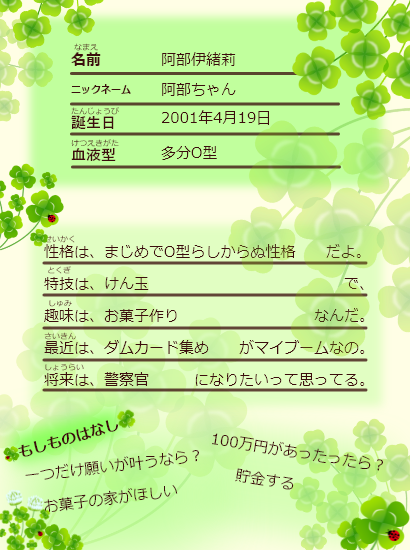 なまえ
名前 阿部伊緒莉
ニックネーム 阿部ちゃん
たんじょうび
誕生日 2001年4月19日
けつえきがた
血液型 多分O型
せいかく
性格は、まじめでO型らしからぬ性格 だよ。
とくぎ
特技は、けん玉 で、
しゅみ
趣味は、お菓子作り なんだ。
さいきん
最近は、ダムカード集め がマイブームなの。
しょうらい
将来は、警察官 になりたいって思ってる。
もしものはなし
一つだけ願いが叶うなら?
お菓子の家がほしい
100万円があったったら?
貯金する